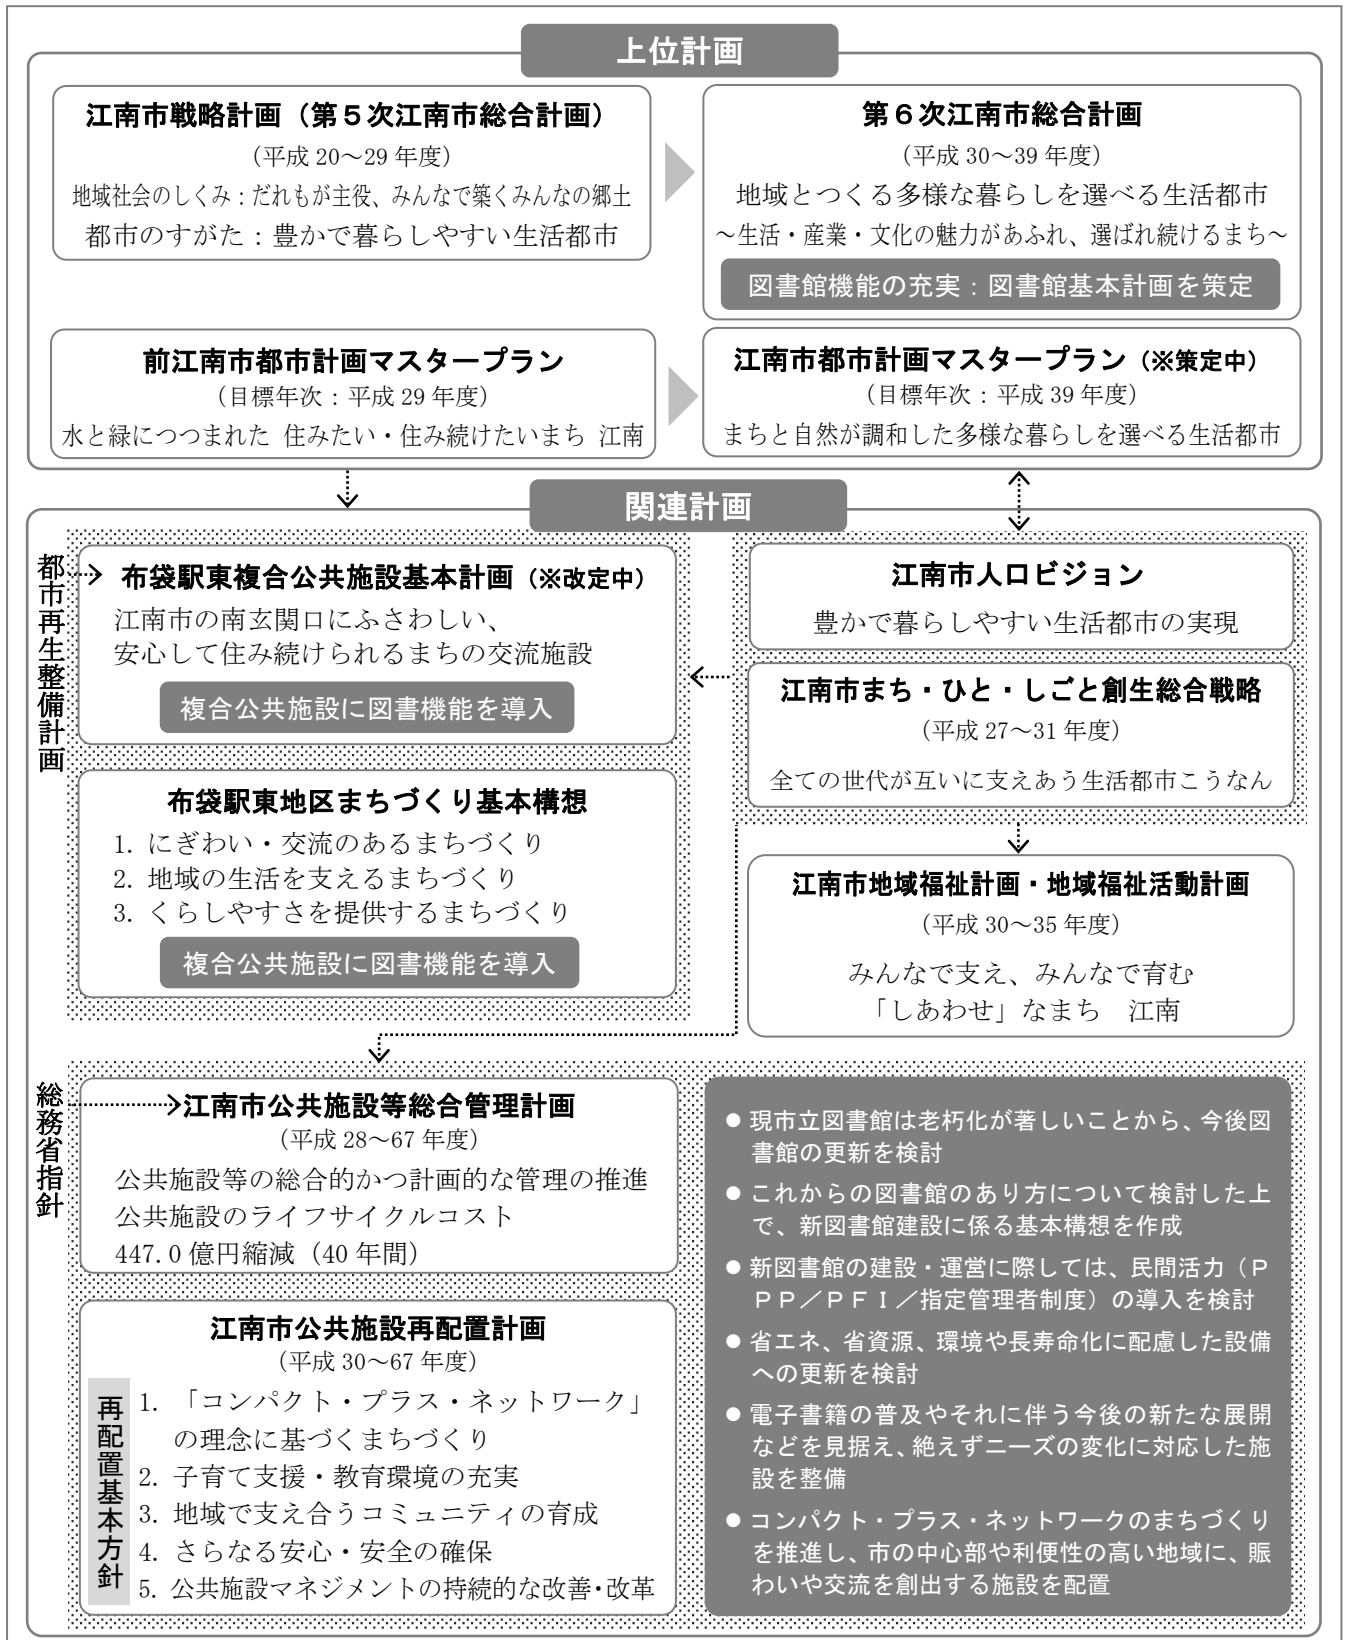 上位計画
江南市戦略計画（第５次江南市総合計画）
（平成 20～29 年度）
地域社会のしくみ：だれもが主役、みんなで築くみんなの郷土
都市のすがた：豊かで暮らしやすい生活都市
第６次江南市総合計画
（平成 30～39 年度）
地域とつくる多様な暮らしを選べる生活都市
～生活・産業・文化の魅力があふれ、選ばれ続けるまち～
図書館機能の充実：図書館基本計画を策定
前江南市都市計画マスタープラン
（目標年次：平成 29 年度）
水と緑につつまれた 住みたい・住み続けたいまち 江南
江南市都市計画マスタープラン（※策定中）
（目標年次：平成 39 年度）
まちと自然が調和した多様な暮らしを選べる生活都市
関連計画
都市再生整備計画
布袋駅東複合公共施設基本計画（※改定中）
江南市の南玄関口にふさわしい、
安心して住み続けられるまちの交流施設
複合公共施設に図書機能を導入
布袋駅東地区まちづくり基本構想
1. にぎわい・交流のあるまちづくり
2. 地域の生活を支えるまちづくり
3. くらしやすさを提供するまちづくり
複合公共施設に図書機能を導入
江南市人口ビジョン
豊かで暮らしやすい生活都市の実現
江南市まち・ひと・しごと創生総合戦略
（平成 27～31 年度）
全ての世代が互いに支えあう生活都市こうなん
江南市地域福祉計画・地域福祉活動計画
（平成 30～35 年度）
みんなで支え、みんなで育む
「しあわせ」なまち　江南
総務省指針
江南市公共施設等総合管理計画
（平成 28～67 年度）
公共施設等の総合的かつ計画的な管理の推進
公共施設のライフサイクルコスト
447.0 億円縮減（40 年間）
江南市公共施設再配置計画
（平成 30～67 年度）
再配置基本方針
1. 「コンパクト・プラス・ネットワーク」
の理念に基づくまちづくり
2. 子育て支援・教育環境の充実
3. 地域で支え合うコミュニティの育成
4. さらなる安心・安全の確保
5. 公共施設マネジメントの持続的な改善・改革
● 現市立図書館は老朽化が著しいことから、今後図
書館の更新を検討
● これからの図書館のあり方について検討した上
で、新図書館建設に係る基本構想を作成
● 新図書館の建設・運営に際しては、民間活力（Ｐ
ＰＰ／ＰＦＩ／指定管理者制度）の導入を検討
● 省エネ、省資源、環境や長寿命化に配慮した設備
への更新を検討
● 電子書籍の普及やそれに伴う今後の新たな展開
などを見据え、絶えずニーズの変化に対応した施
設を整備
● コンパクト・プラス・ネットワークのまちづくり
を推進し、市の中心部や利便性の高い地域に、賑
わいや交流を創出する施設を配置